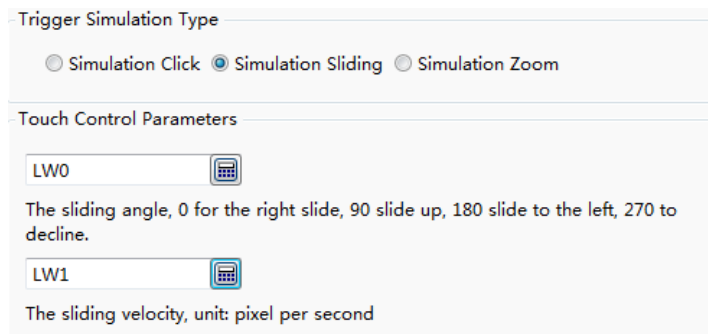 Trigger Simulation Type
Simulation Click Simulation Sliding Simulation Zoom
Touch Control Parameters
LW0
The sliding angle, 0 for the right slide, 90 slide up, 180 slide to the left, 270 to
decline.
LW1
The sliding velocity, unit: pixel per second